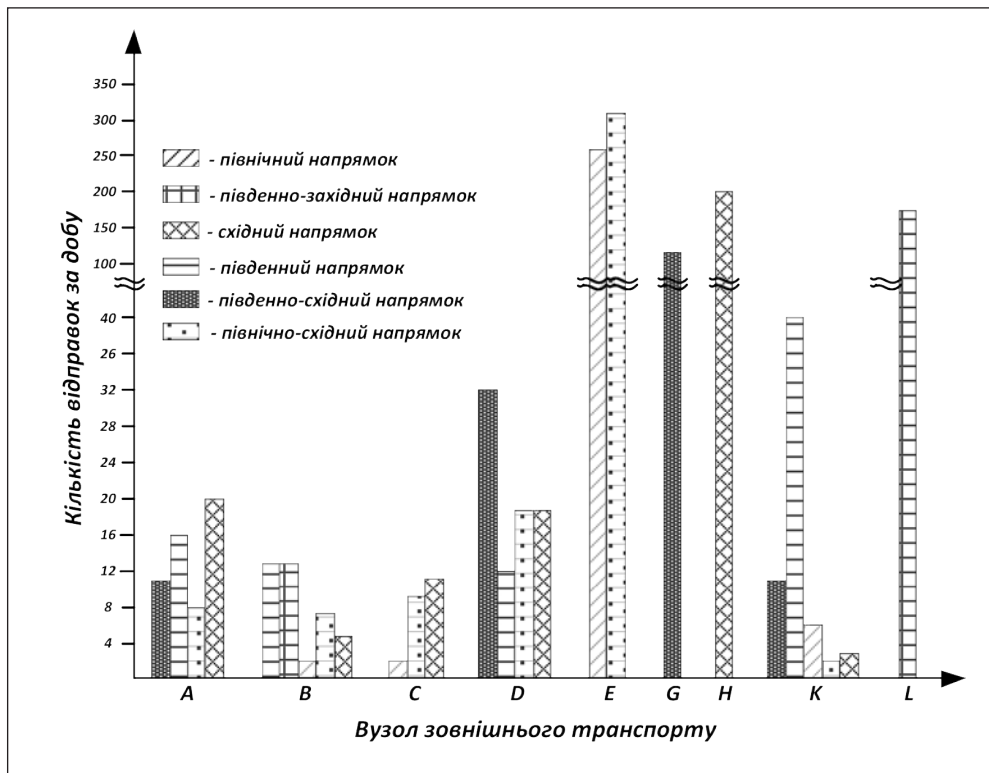 Кількість відправок за добу
350
300
250
200
150
100
40
26
32
28
24
20
16
12
8
4
- північний напрямок
- південно-західний напрямок
- східний напрямок
- південний напрямок
- південно-східний напрямок
- північно-східний напрямок
A
B
C
D
E
G
H
K
L
Вузол зовнішнього транспорту